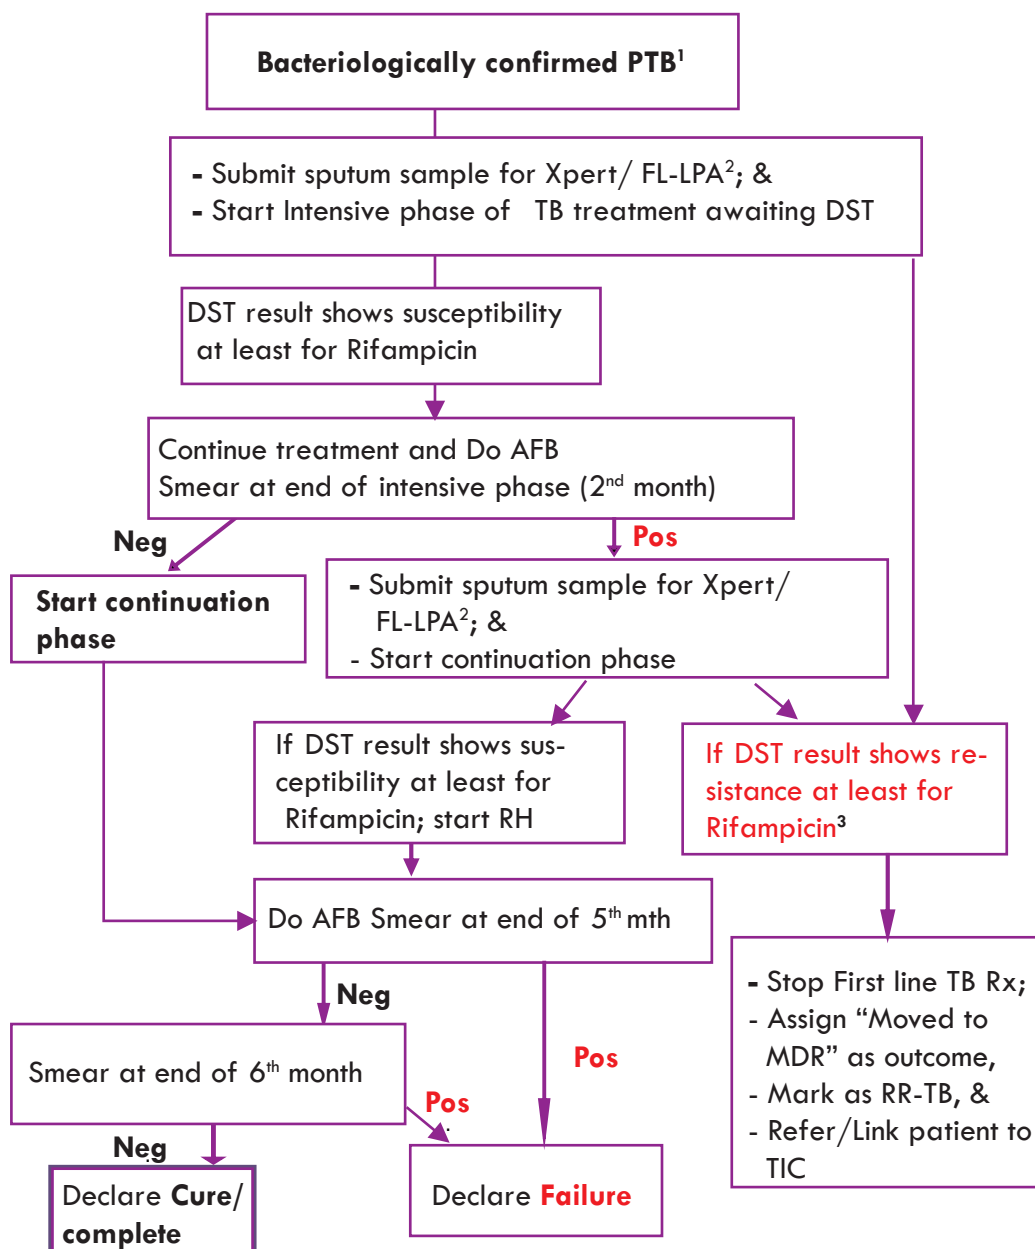 Bacteriologically confirmed PTB¹
- Submit sputum sample for Xpert/ FL-LPA²; &
- Start Intensive phase of TB treatment awaiting DST
DST result shows susceptibility
at least for Rifampicin
Continue treatment and Do AFB
Smear at end of intensive phase (2ⁿᵈ month)
Neg
Pos
Start continuation
phase
- Submit sputum sample for Xpert/
FL-LPA²; &
- Start continuation phase
If DST result shows sus-
ceptibility at least for
Rifampicin; start RH
If DST result shows re-
sistance at least for
Rifampicin³
Do AFB Smear at end of 5ᵗʰ mth
Neg
Pos
- Stop First line TB Rx;
- Assign “Moved to
MDR” as outcome,
- Mark as RR-TB, &
- Refer/Link patient to
TIC
Smear at end of 6ᵗʰ month
Pos
Neg
Declare Cure/
complete
Declare Failure